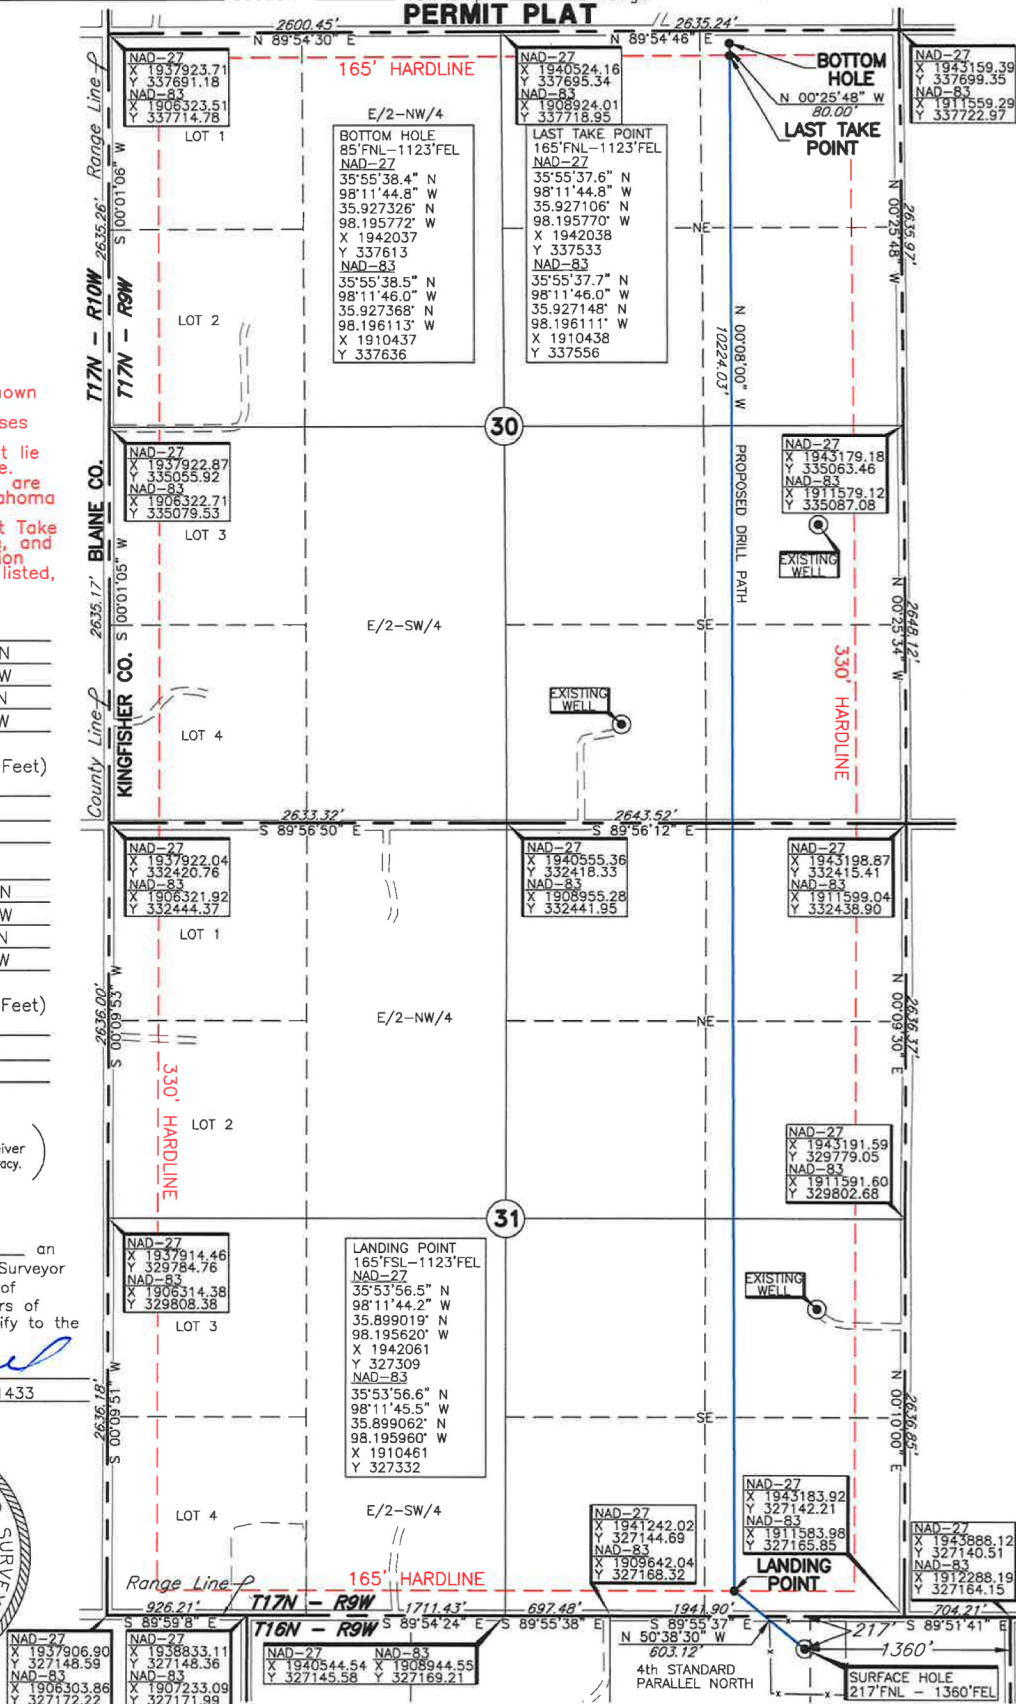 PERMIT PLAT
2600.45'
N 89°54'30" E
2635.24'
N 89°54'46" E
165' HARDLINE
NAD-27
X 1937923.71
Y 337691.18
NAD-83
X 1906323.51
Y 337714.78
LOT 1
NAD-27
X 1940524.16
Y 337695.34
NAD-83
X 1908924.01
Y 337718.95
BOTTOM
HOLE
N 00°25'48" W
80.00'
LAST TAKE
POINT
NAD-27
X 1943159.39
Y 337699.35
NAD-83
X 1911559.29
Y 337722.97
E/2-NW/4
BOTTOM HOLE
85'FNL-1123'FEL
NAD-27
35°55'38.4" N
98°11'44.8" W
35.927326° N
98.195772° W
X 1942037
Y 337613
NAD-83
35°55'38.5" N
98°11'46.0" W
35.927368° N
98.196113° W
X 1910437
Y 337636
LAST TAKE POINT
165'FNL-1123'FEL
NAD-27
35°55'37.6" N
98°11'44.8" W
35.927106° N
98.195770° W
X 1942038
Y 337533
NAD-83
35°55'37.7" N
98°11'46.0" W
35.927148° N
98.196111° W
X 1910438
Y 337556
Range Line
2635.26'
S 00°01'06" W
NE
2635.97'
N 00°25'48" W
T17N - R10W
T17N - R9W
LOT 2
N 00°08'00" W
10224.03'
PROPOSED DRILL PATH
own
ses
t lie
e.
are
ahoma
t Take
e, and
ion
listed,
30
NAD-27
X 1937922.87
Y 335055.92
NAD-83
X 1906322.71
Y 335079.53
LOT 3
NAD-27
X 1943179.18
Y 335063.46
NAD-83
X 1911579.12
Y 335087.08
EXISTING
WELL
BLAINE CO.
KINGFISHER CO.
2635.17'
S 00°01'05" W
E/2-SW/4
SE
2648.12'
N 00°25'34" W
330' HARDLINE
N
W
N
W
Feet)
County Line
LOT 4
EXISTING
WELL
2633.32'
S 89°56'50" E
2643.52'
S 89°56'12" E
NAD-27
X 1937922.04
Y 332420.76
NAD-83
X 1906321.92
Y 332444.37
LOT 1
NAD-27
X 1940555.36
Y 332418.33
NAD-83
X 1908955.28
Y 332441.95
NAD-27
X 1943198.87
Y 332415.41
NAD-83
X 1911599.04
Y 332438.90
N
W
N
W
Feet)
2636.00'
S 00°09'53" W
E/2-NW/4
NE
2636.37'
N 00°09'30" E
330' HARDLINE
LOT 2
iver
acy.
NAD-27
X 1943191.59
Y 329779.05
NAD-83
X 1911591.60
Y 329802.68
31
an
Surveyor
of
rs of
ify to the
1433
NAD-27
X 1937914.46
Y 329784.76
NAD-83
X 1906314.38
Y 329808.38
LOT 3
LANDING POINT
165'FSL-1123'FEL
NAD-27
35°53'56.5" N
98°11'44.2" W
35.899019° N
98.195620° W
X 1942061
Y 327309
NAD-83
35°53'56.6" N
98°11'45.5" W
35.899062° N
98.195960° W
X 1910461
Y 327332
EXISTING
WELL
2636.18'
S 00°09'51" W
SE
2636.85'
N 00°10'00" E
SURVE
LOT 4
E/2-SW/4
NAD-27
X 1941242.02
Y 327144.69
NAD-83
X 1909642.04
Y 327168.32
NAD-27
X 1943183.92
Y 327142.21
NAD-83
X 1911583.98
Y 327165.85
NAD-27
X 1943888.12
Y 327140.51
NAD-83
X 1912288.19
Y 327164.15
LANDING
POINT
Range Line
165' HARDLINE
926.21'
S 89°59'8" E
T17N - R9W
T16N - R9W
1711.43'
S 89°54'24" E
697.48'
S 89°55'38" E
1941.90'
S 89°55'37" E
704.21'
S 89°51'41" E
N 50°38'30" W
603.12'
217'
1360'
4th STANDARD
PARALLEL NORTH
SURFACE HOLE
217'FNL - 1360'FEL
NAD-27
X 1937906.90
Y 327148.59
NAD-83
X 1906303.86
Y 327172.22
NAD-27
X 1938833.11
Y 327148.36
NAD-83
X 1907233.09
Y 327171.99
NAD-27
X 1940544.54
Y 327145.58
NAD-83
X 1908944.55
Y 327169.21